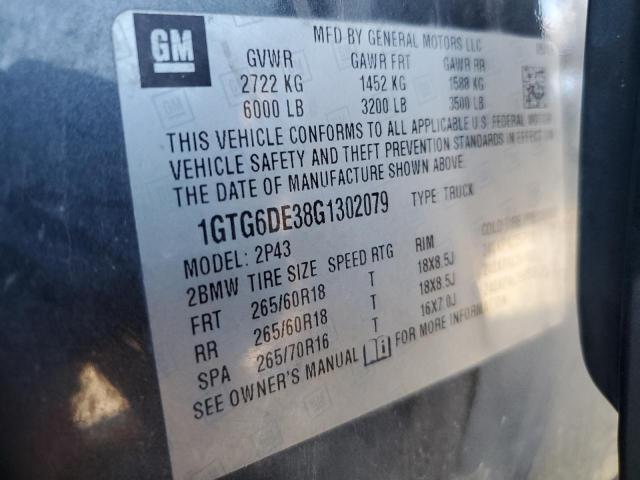 GM
MFD BY GENERAL MOTORS LLC
GVWR GAWR FRT GAWR RR
2722 KG 1452 KG 1588 KG
6000 LB 3200 LB 3500 LB
THIS VEHICLE CONFORMS TO ALL APPLICABLE U.S. FEDERAL MOTOR
VEHICLE SAFETY AND THEFT PREVENTION STANDARDS IN EFFECT ON
THE DATE OF MANUFACTURE SHOWN ABOVE.
1GTG6DE38G1302079 TYPE: TRUCK
MODEL: 2P43
2BMW TIRE SIZE SPEED RTG RIM COLD TIRE
FRT 265/60R18 T 18X8.5J
RR 265/60R18 T 18X8.5J
SPA 265/70R16 T 16X7.0J
SEE OWNER'S MANUAL FOR MORE INFORMATION